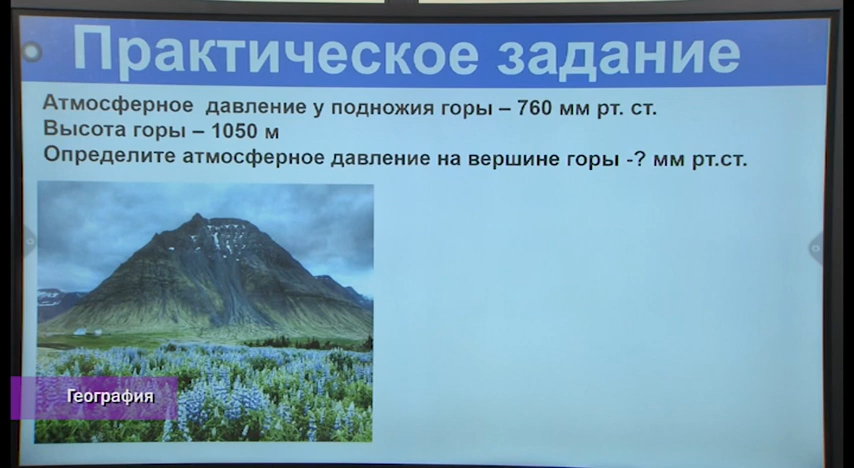 Практическое задание
Атмосферное давление у подножия горы – 760 мм рт. ст.
Высота горы – 1050 м
Определите атмосферное давление на вершине горы -? мм рт.ст.
География